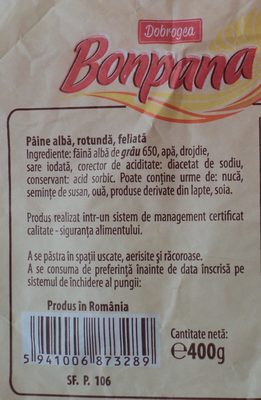 Dobrogea
Bonpana
Pâine albă, rotundă, feliată
Ingrediente: făină albă de grâu 650, apă, drojdie,
sare iodată, corector de aciditate: diacetat de sodiu,
conservant: acid sorbic. Poate conține urme de: nucă,
semințe de susan, ouă, produse derivate din lapte, soia.
Produs realizat într-un sistem de management certificat
calitate - siguranța alimentului.
A se păstra în spații uscate, aerisite și răcoroase.
A se consuma de preferință înainte de data înscrisă pe
sistemul de închidere al pungii:
Produs in România
Cantitate netă:
℮400g
5 941006 873289
SF. P. 106